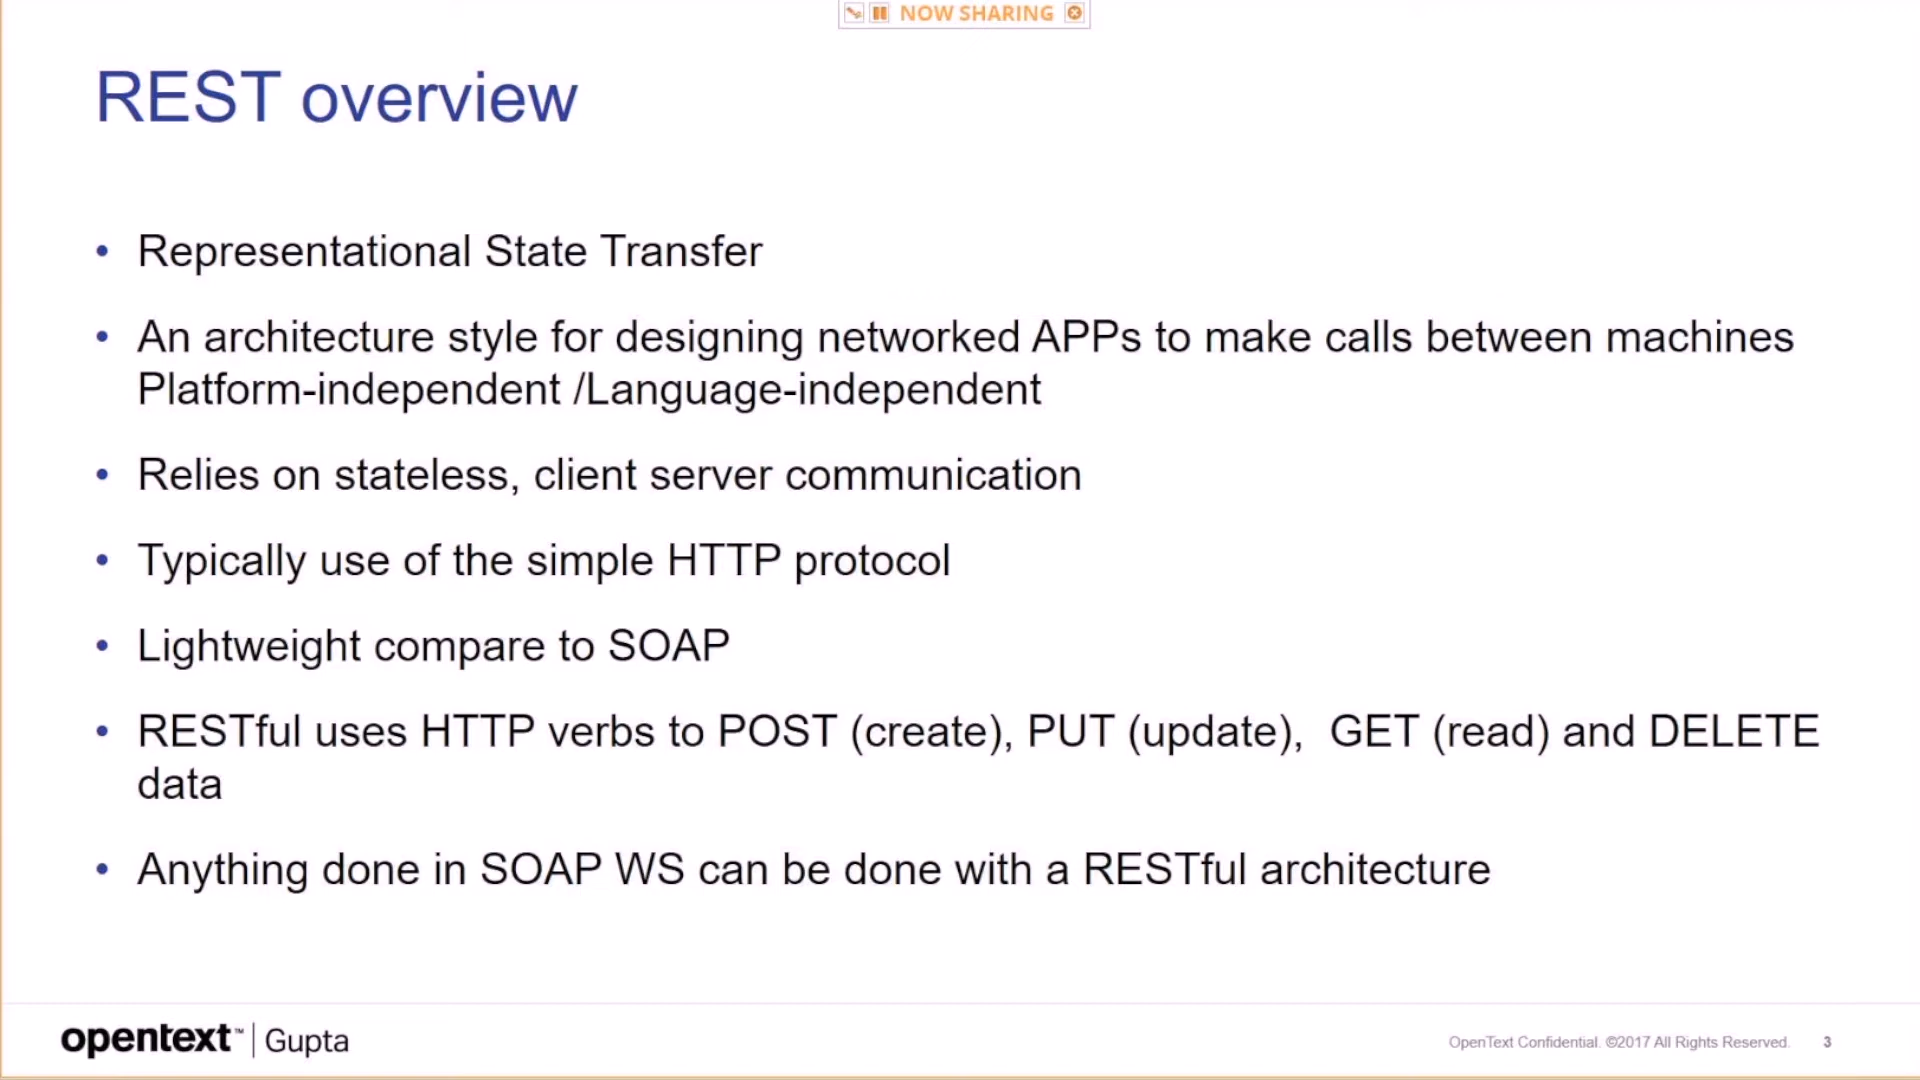 NOW SHARING
REST overview
• Representational State Transfer
• An architecture style for designing networked APPs to make calls between machines
Platform-independent /Language-independent
• Relies on stateless, client server communication
• Typically use of the simple HTTP protocol
• Lightweight compare to SOAP
• RESTful uses HTTP verbs to POST (create), PUT (update),  GET (read) and DELETE
data
• Anything done in SOAP WS can be done with a RESTful architecture
opentext™ | Gupta
OpenText Confidential. ©2017 All Rights Reserved. 3